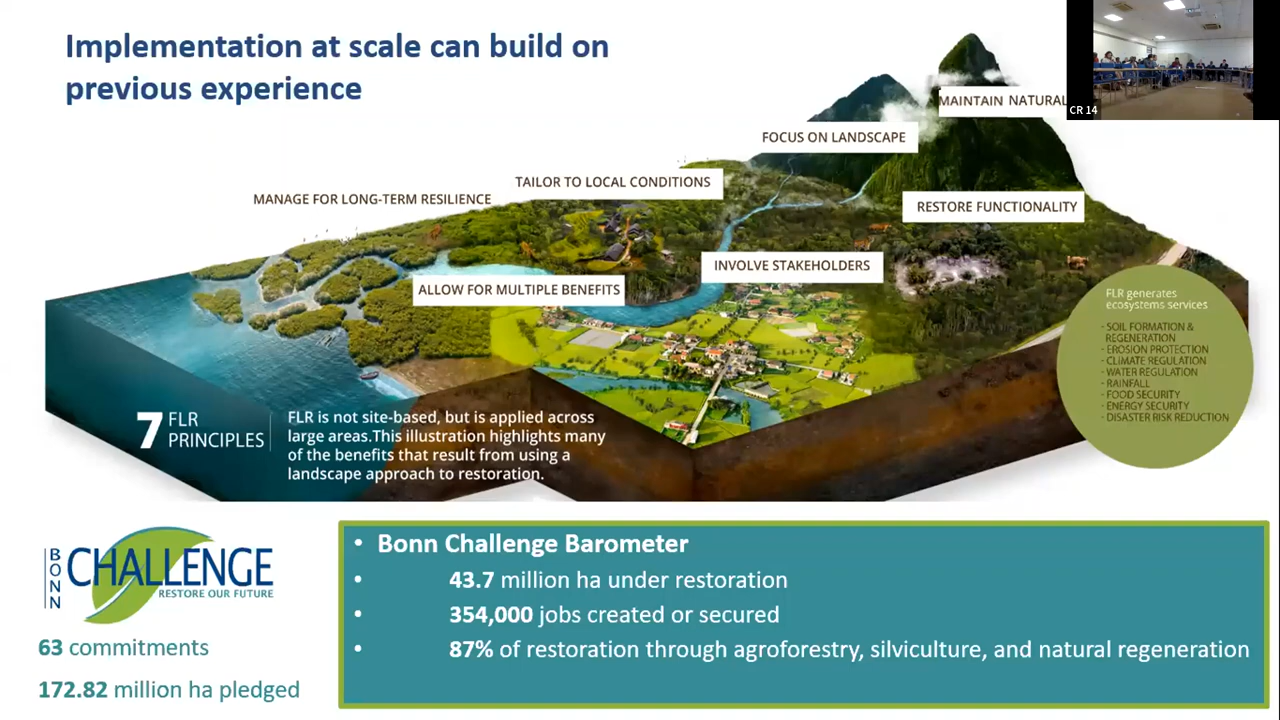 Implementation at scale can build on
previous experience
MAINTAIN NATURAL
CR 14
FOCUS ON LANDSCAPE
TAILOR TO LOCAL CONDITIONS
MANAGE FOR LONG-TERM RESILIENCE
RESTORE FUNCTIONALITY
INVOLVE STAKEHOLDERS
ALLOW FOR MULTIPLE BENEFITS
FLR generates
ecosystems services
- SOIL FORMATION &
REGENERATION
- EROSION PROTECTION
- CLIMATE REGULATION
- WATER REGULATION
- RAINFALL
- FOOD SECURITY
- ENERGY SECURITY
- DISASTER RISK REDUCTION
7 FLR
PRINCIPLES
FLR is not site-based, but is applied across
large areas.This illustration highlights many
of the benefits that result from using a
landscape approach to restoration.
BONN
CHALLENGE
RESTORE OUR FUTURE
63 commitments
172.82 million ha pledged
• Bonn Challenge Barometer
• 43.7 million ha under restoration
• 354,000 jobs created or secured
• 87% of restoration through agroforestry, silviculture, and natural regeneration